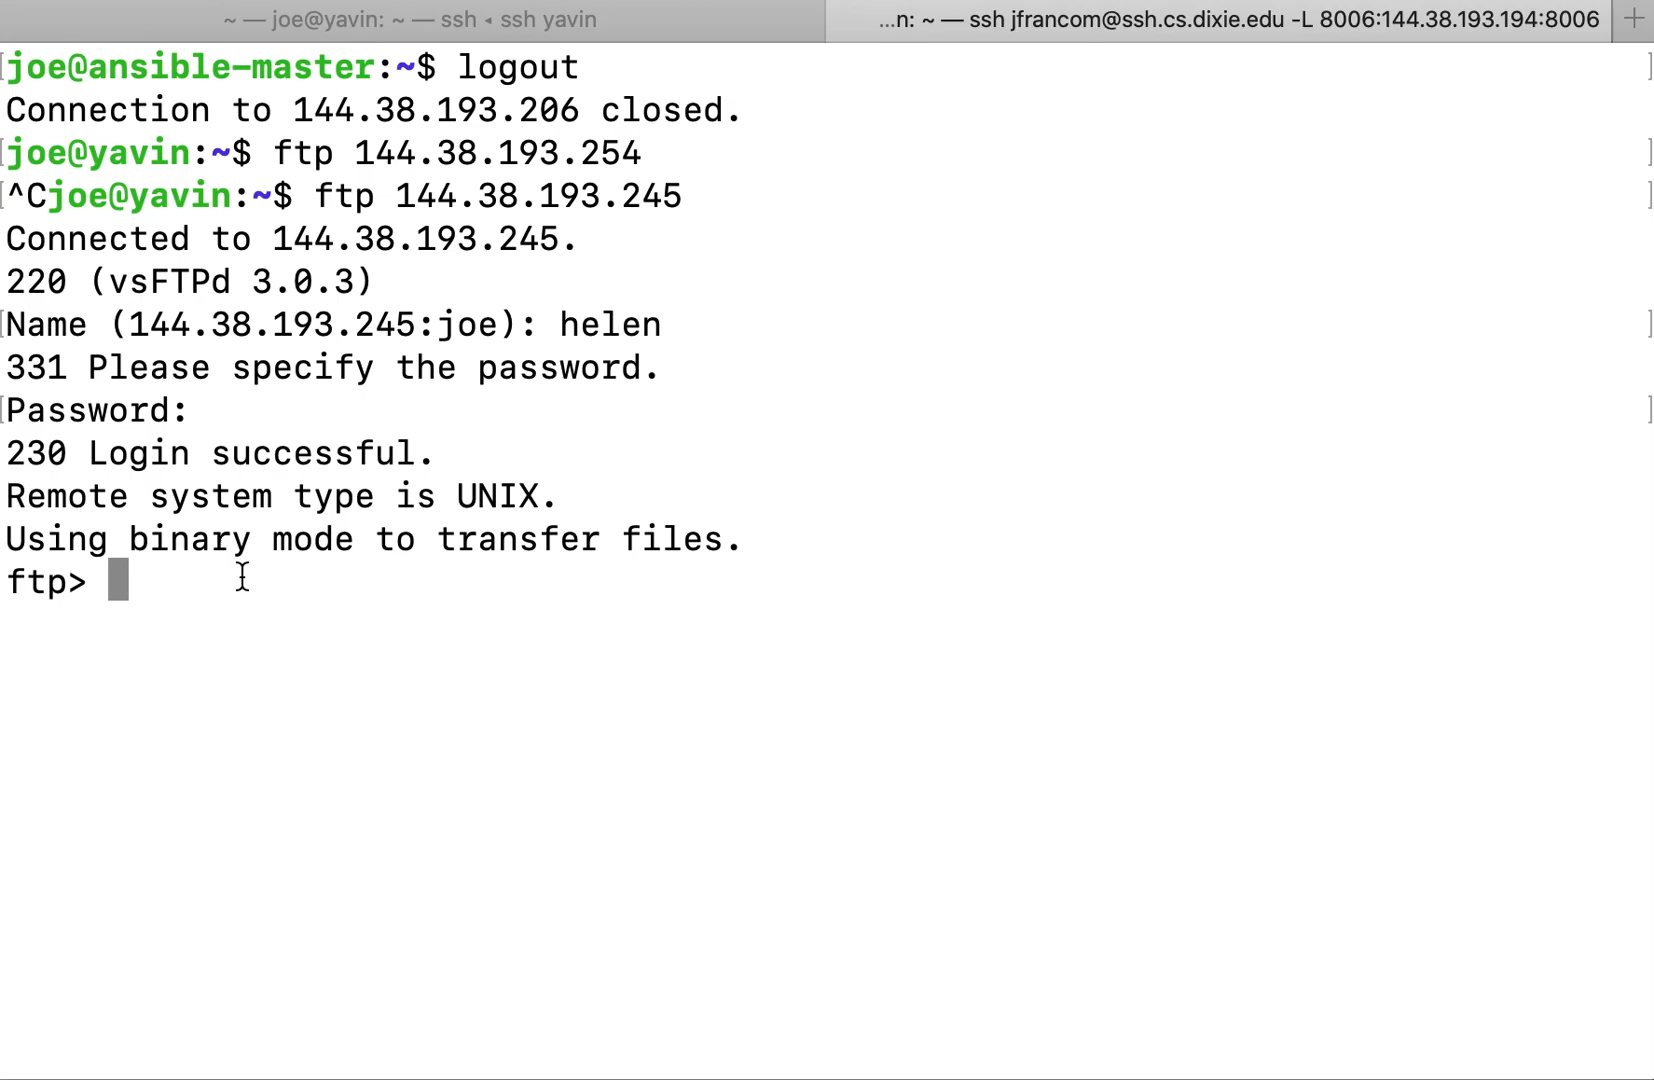 ~ — joe@yavin: ~ — ssh ◂ ssh yavin
...n: ~ — ssh jfrancom@ssh.cs.dixie.edu -L 8006:144.38.193.194:8006
joe@ansible-master:~$ logout
Connection to 144.38.193.206 closed.
joe@yavin:~$ ftp 144.38.193.254
^Cjoe@yavin:~$ ftp 144.38.193.245
Connected to 144.38.193.245.
220 (vsFTPd 3.0.3)
Name (144.38.193.245:joe): helen
331 Please specify the password.
Password:
230 Login successful.
Remote system type is UNIX.
Using binary mode to transfer files.
ftp>